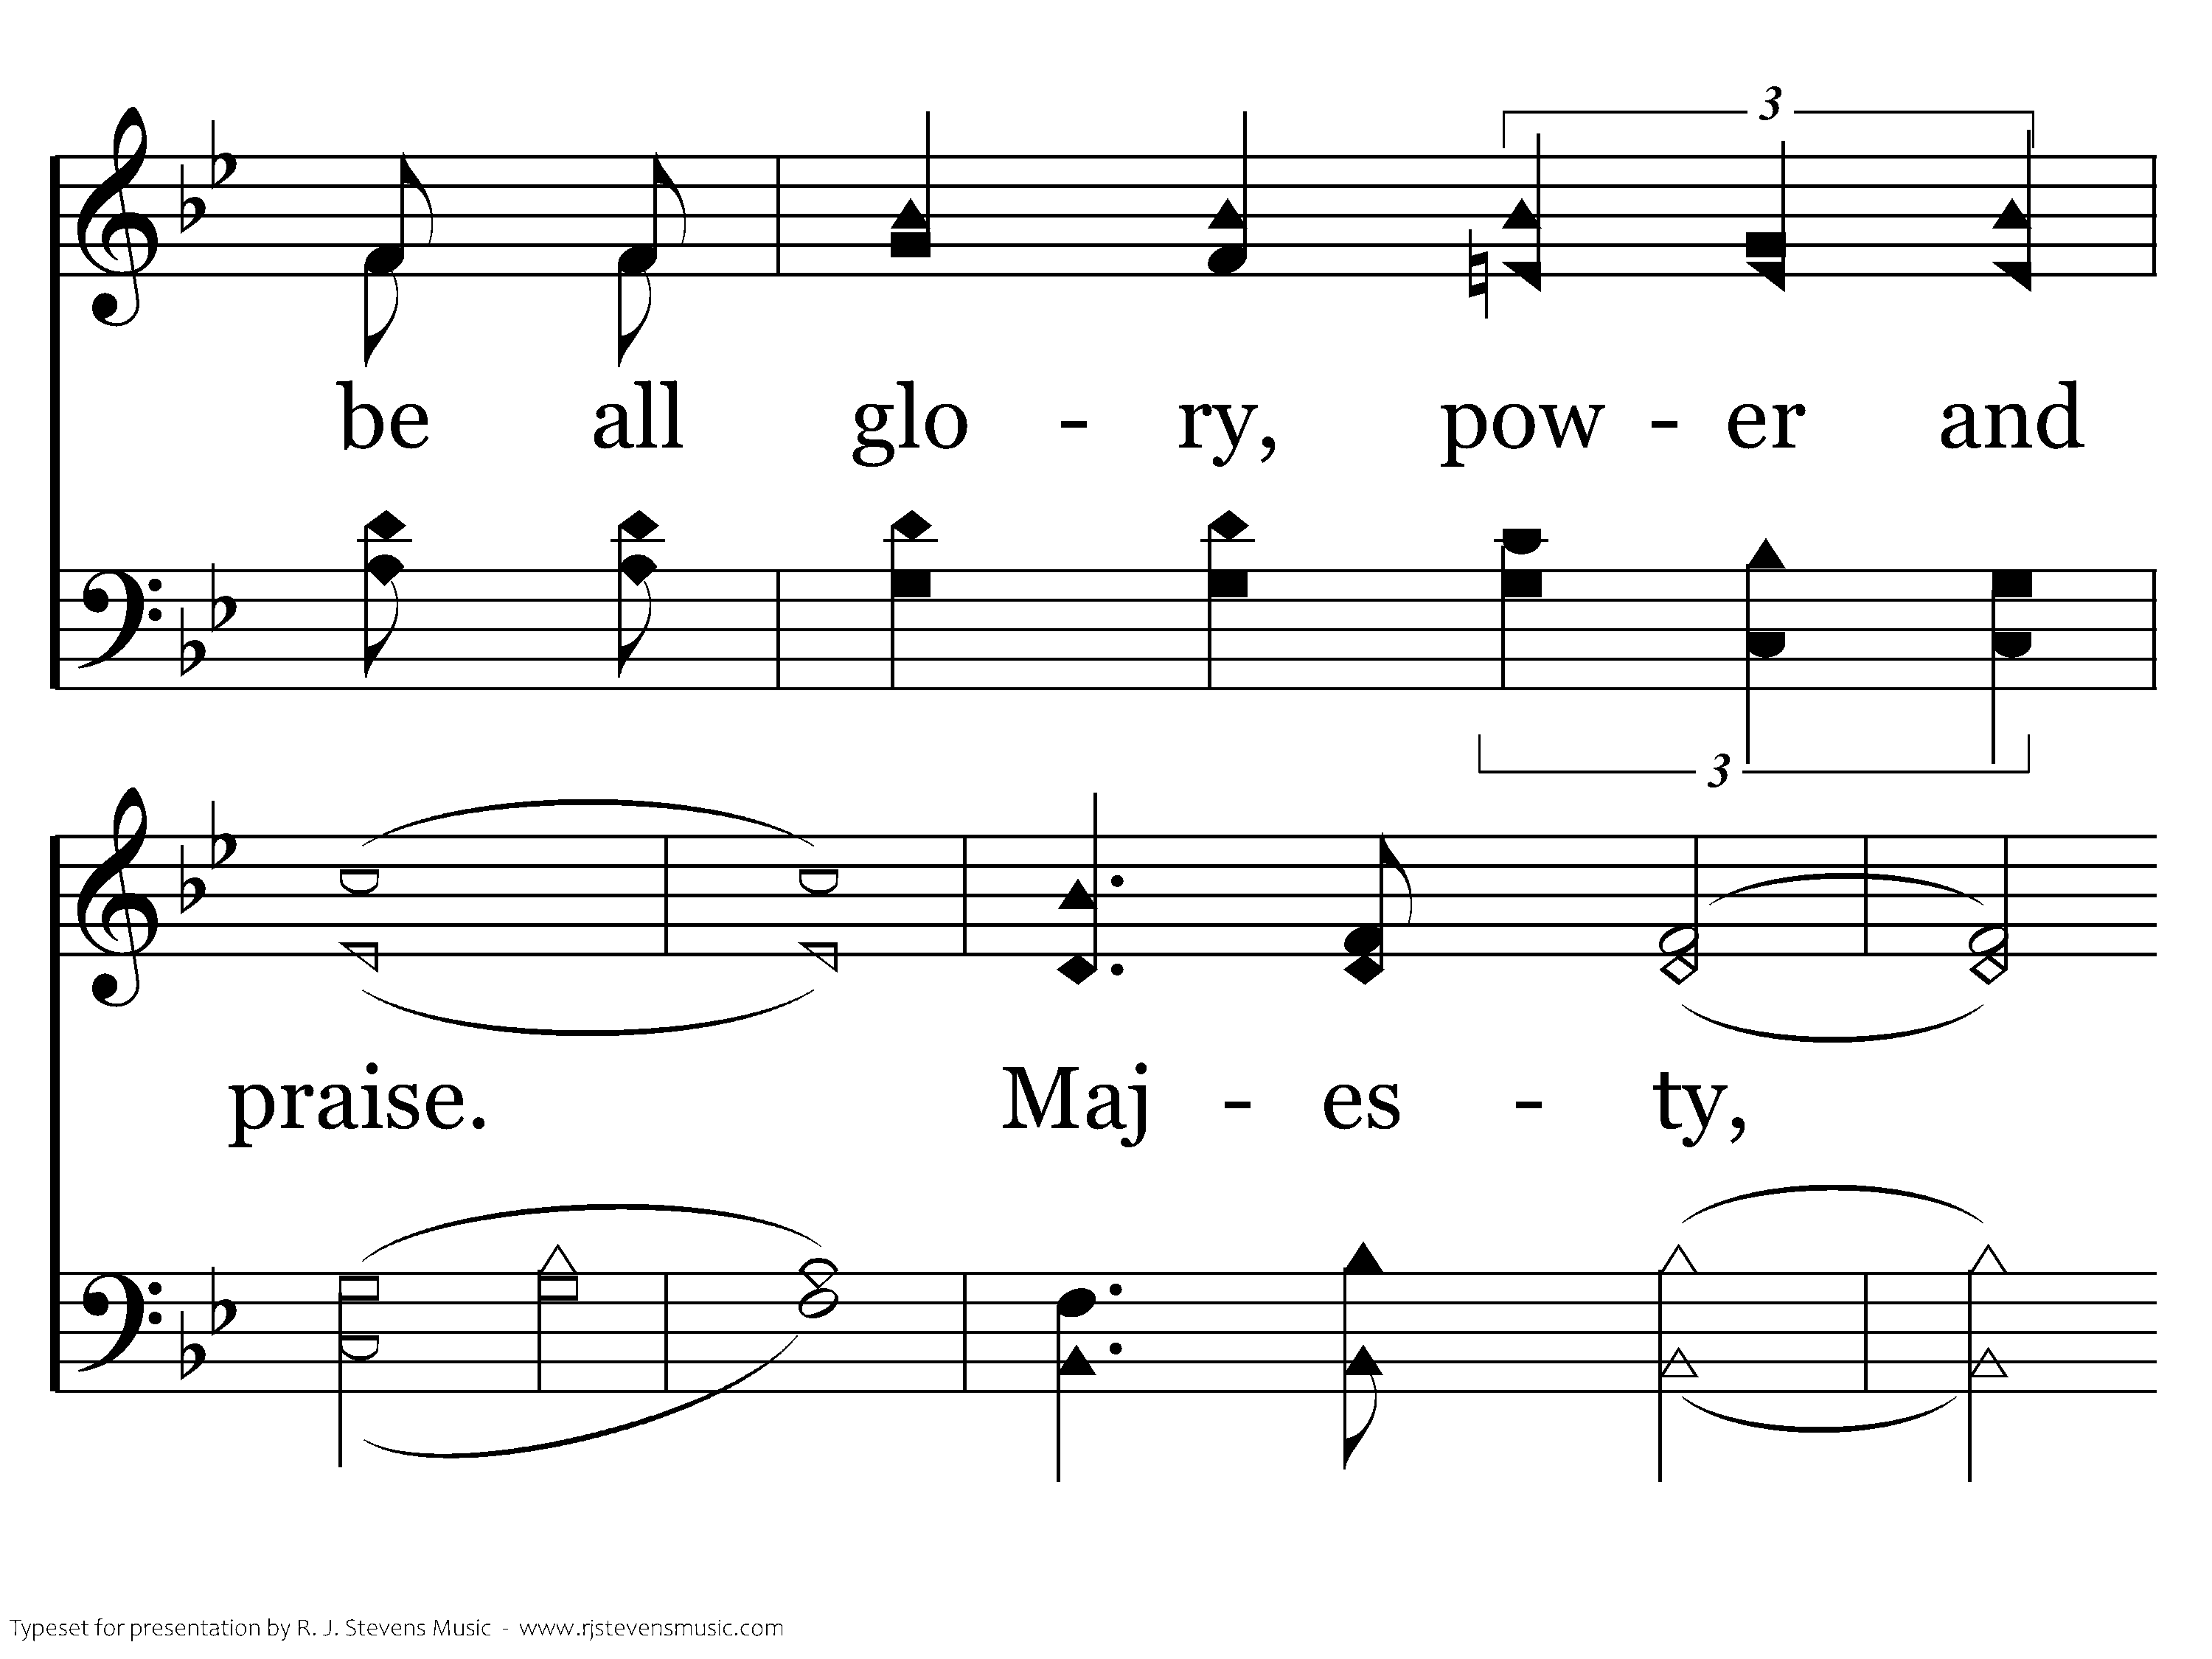 3
be all glo - ry, pow - er and
3
praise. Maj - es - ty,
Typeset for presentation by R. J. Stevens Music - www.rjstevensmusic.com